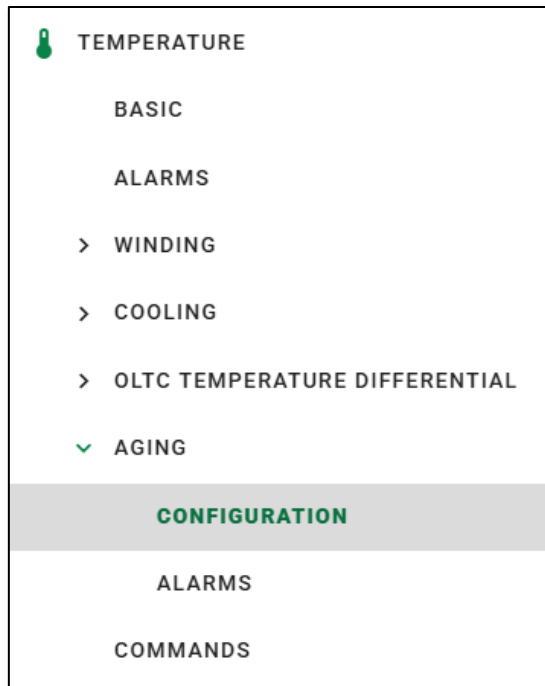 TEMPERATURE
BASIC
ALARMS
WINDING
COOLING
OLTC TEMPERATURE DIFFERENTIAL
AGING
CONFIGURATION
ALARMS
COMMANDS